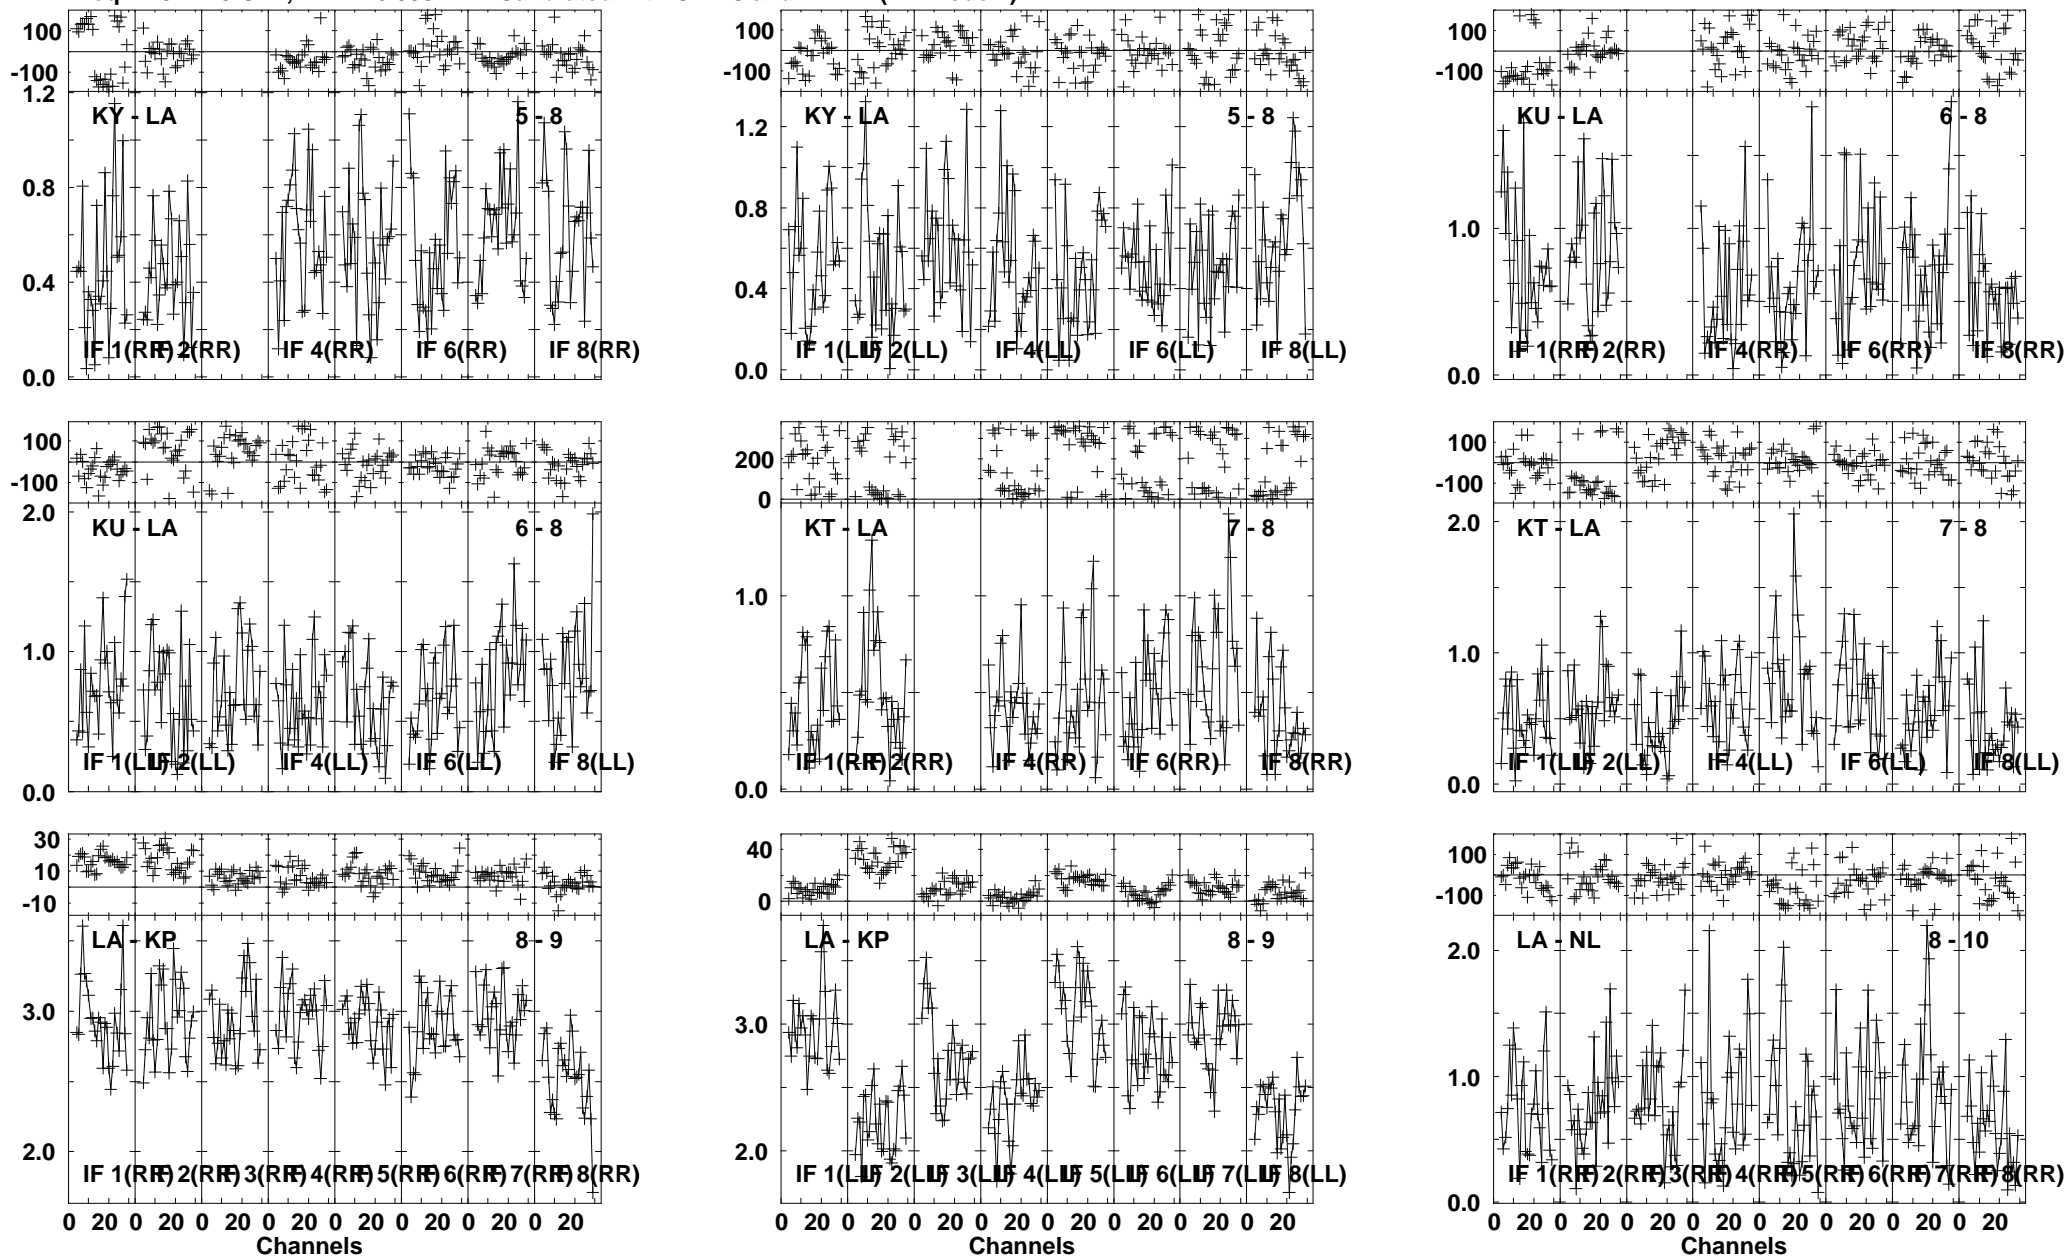 100
-100
1.2
0.8
0.4
0.0
KY - LA
5 - 8
IF 1(RR)
IF 2(RR)
IF 4(RR)
IF 6(RR)
IF 8(RR)
100
-100
1.2
0.8
0.4
0.0
KY - LA
5 - 8
IF 1(LL)
IF 2(LL)
IF 4(LL)
IF 6(LL)
IF 8(LL)
100
-100
1.0
0.0
KU - LA
6 - 8
IF 1(RR)
IF 2(RR)
IF 4(RR)
IF 6(RR)
IF 8(RR)
100
-100
2.0
1.0
0.0
KU - LA
6 - 8
IF 1(LL)
IF 2(LL)
IF 4(LL)
IF 6(LL)
IF 8(LL)
200
0
1.0
0.0
KT - LA
7 - 8
IF 1(RR)
IF 2(RR)
IF 4(RR)
IF 6(RR)
IF 8(RR)
100
-100
2.0
1.0
0.0
KT - LA
7 - 8
IF 1(LL)
IF 2(LL)
IF 4(LL)
IF 6(LL)
IF 8(LL)
30
10
-10
3.0
2.0
LA - KP
8 - 9
IF 1(RR)
IF 2(RR)
IF 3(RR)
IF 4(RR)
IF 5(RR)
IF 6(RR)
IF 7(RR)
IF 8(RR)
0 20 0 20 0 20 0 20 0 20 0 20 0 20 0 20
Channels
40
0
3.0
2.0
LA - KP
8 - 9
IF 1(LL)
IF 2(LL)
IF 3(LL)
IF 4(LL)
IF 5(LL)
IF 6(LL)
IF 7(LL)
IF 8(LL)
0 20 0 20 0 20 0 20 0 20 0 20 0 20 0 20
Channels
100
-100
2.0
1.0
0.0
LA - NL
8 - 10
IF 1(RR)
IF 2(RR)
IF 3(RR)
IF 4(RR)
IF 5(RR)
IF 6(RR)
IF 7(RR)
IF 8(RR)
0 20 0 20 0 20 0 20 0 20 0 20 0 20 0 20
Channels